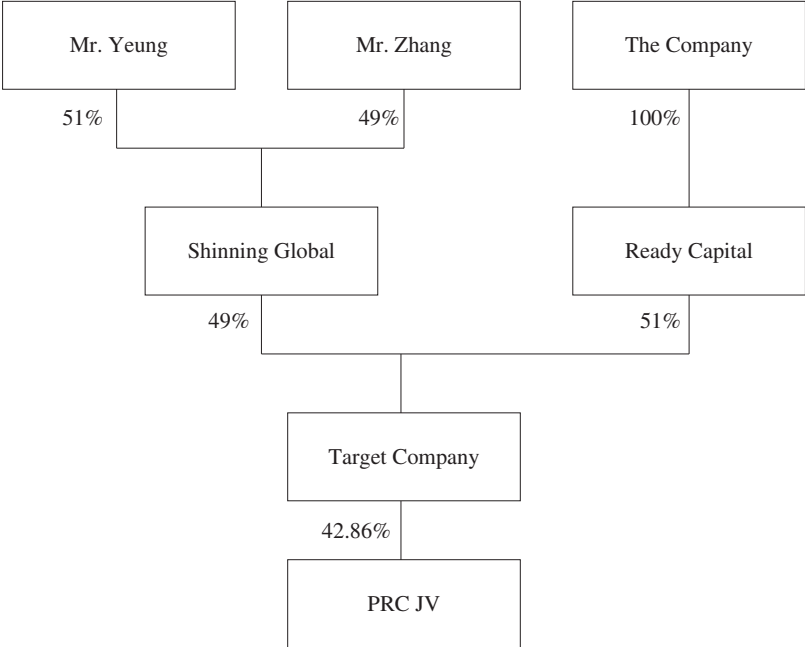 Mr. Yeung
Mr. Zhang
The Company
51%
49%
100%
Shinning Global
Ready Capital
49%
51%
Target Company
42.86%
PRC JV